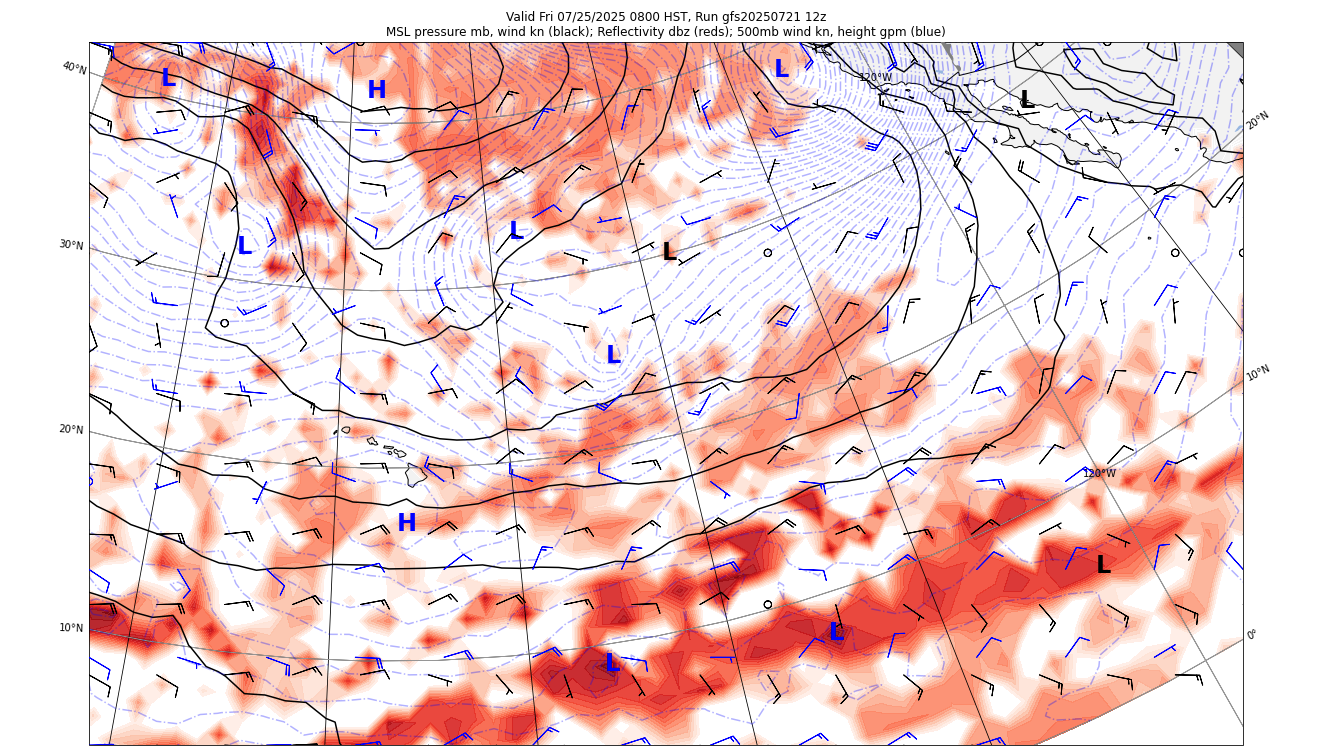 Valid Fri 07/25/2025 0800 HST, Run gfs20250721 12z
MSL pressure mb, wind kn (black); Reflectivity dbz (reds); 500mb wind kn, height gpm (blue)
40°N
L
H
L
120°W
L
20°N
30°N
L
L
L
L
10°N
20°N
120°W
H
L
10°N
L
L
0°